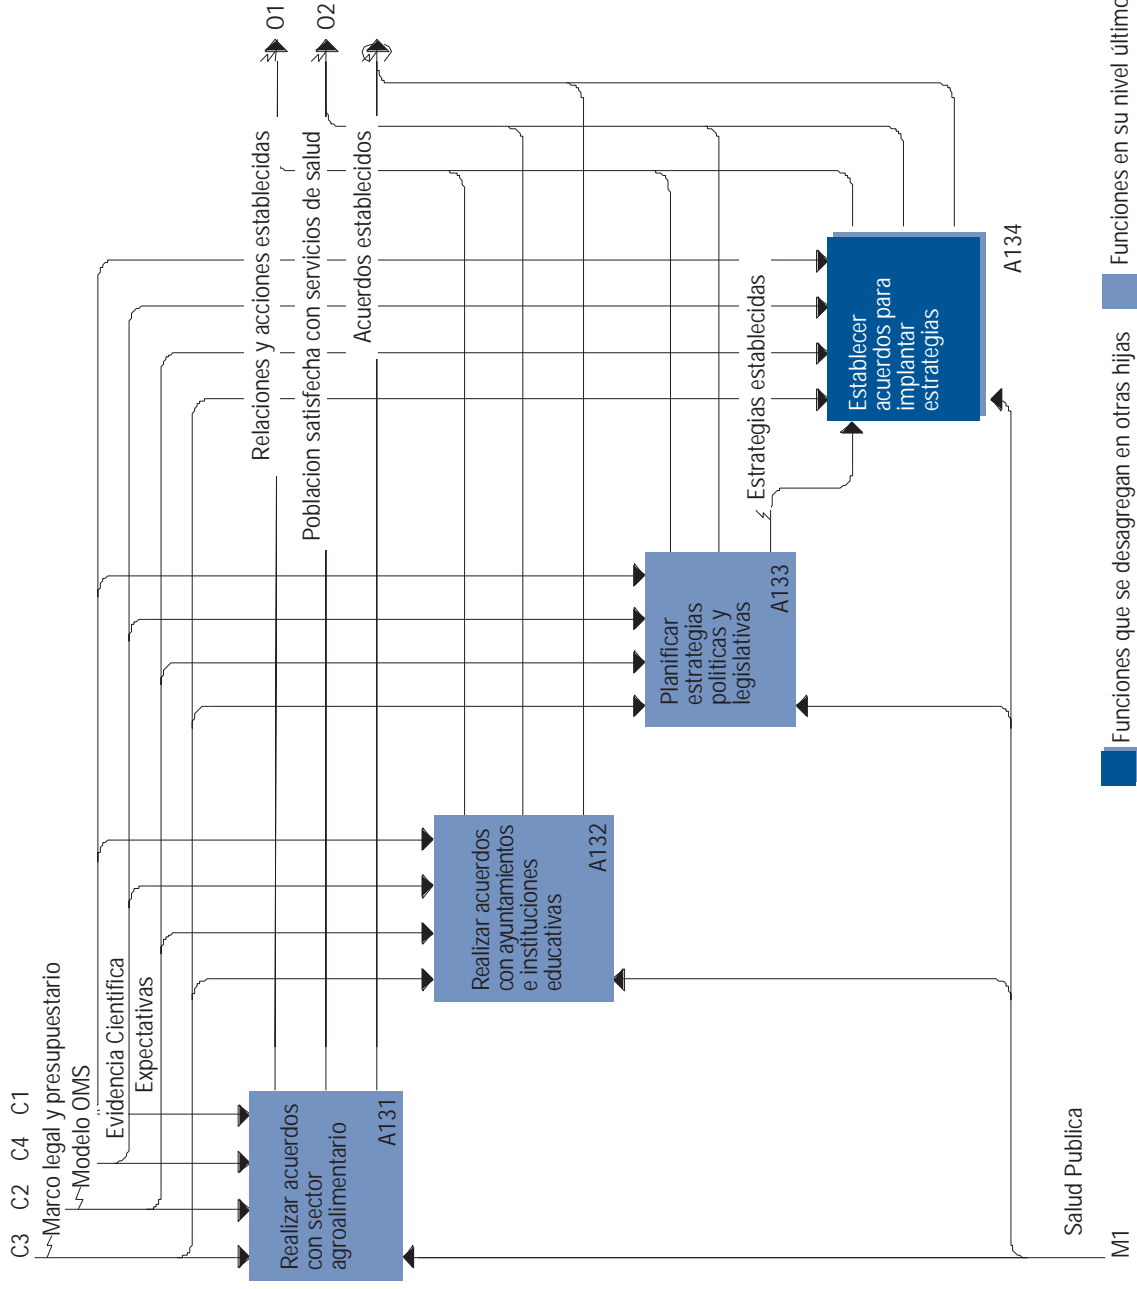 C3
C2
C4
C1
Marco legal y presupuestario
Modelo OMS
Evidencia Cientifica
Expectativas
Realizar acuerdos
con sector
agroalimentario
A131
Realizar acuerdos
con ayuntamientos
e instituciones
educativas
A132
Planificar
estrategias
politicas y
legislativas
A133
Establecer
acuerdos para
implantar
estrategias
A134
Relaciones y acciones establecidas
O1
Poblacion satisfecha con servicios de salud
O2
Acuerdos establecidos
Estrategias establecidas
Salud Publica
M1
Funciones que se desagregan en otras hijas
Funciones en su nivel último